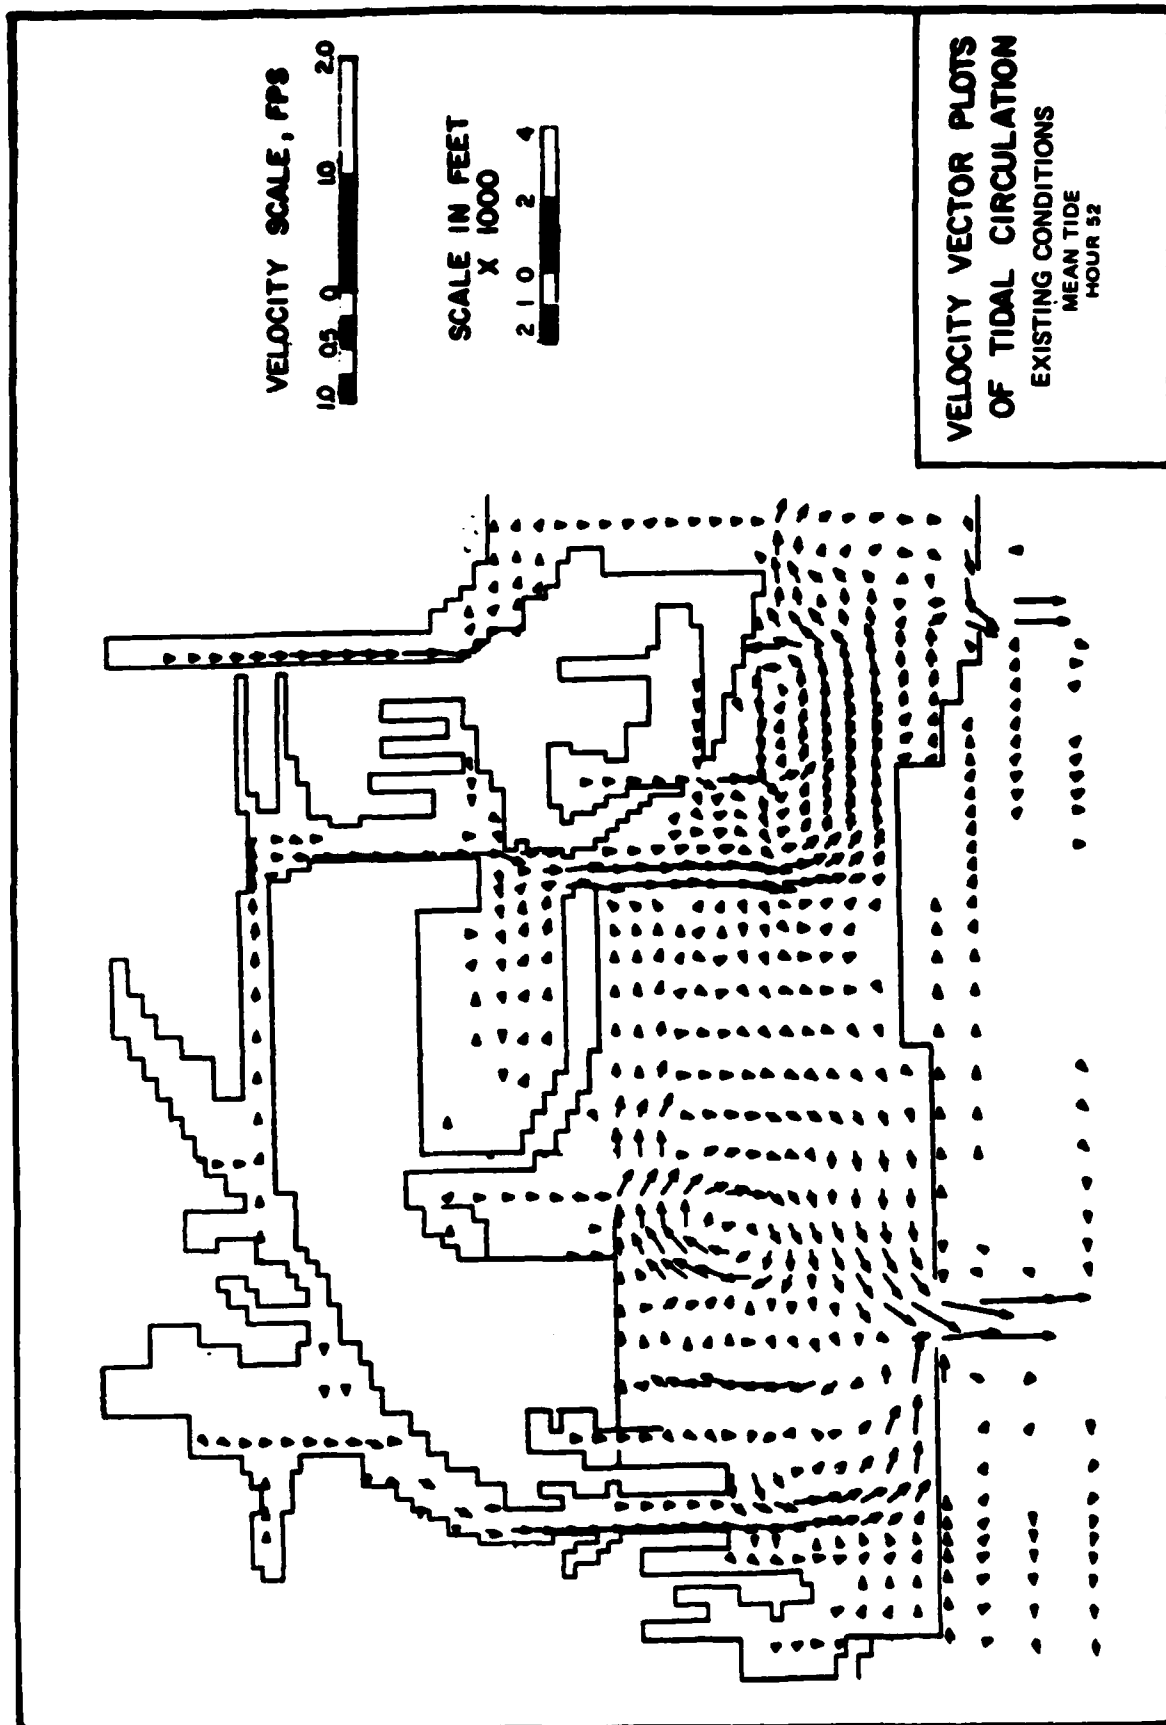 VELOCITY SCALE, FPS
1.0 0.5 0 1.0 2.0
SCALE IN FEET
X 1000
2 1 0 2 4
VELOCITY VECTOR PLOTS
OF TIDAL CIRCULATION
EXISTING CONDITIONS
MEAN TIDE
HOUR 52